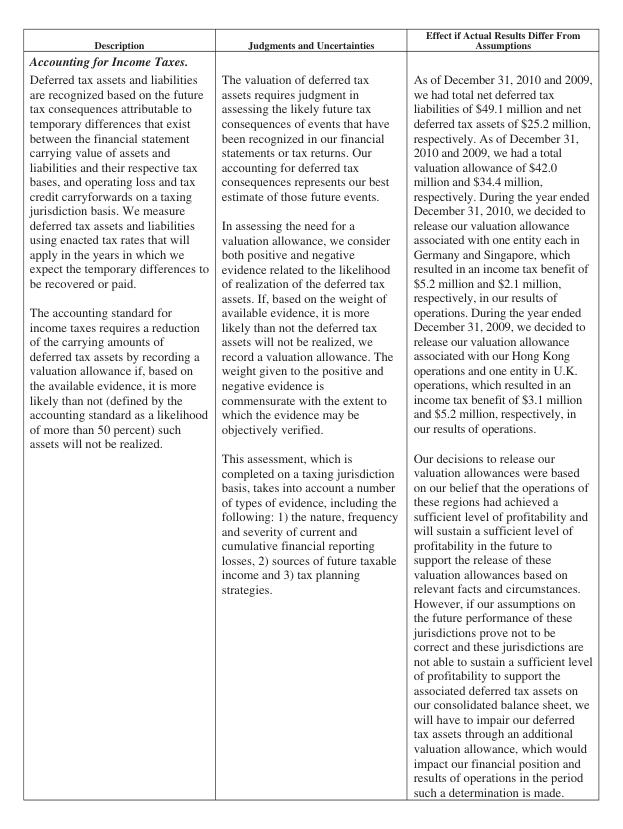 Description
Judgments and Uncertainties
Effect if Actual Results Differ From
Assumptions
Accounting for Income Taxes.
Deferred tax assets and liabilities
are recognized based on the future
tax consequences attributable to
temporary differences that exist
between the financial statement
carrying value of assets and
liabilities and their respective tax
bases, and operating loss and tax
credit carryforwards on a taxing
jurisdiction basis. We measure
deferred tax assets and liabilities
using enacted tax rates that will
apply in the years in which we
expect the temporary differences to
be recovered or paid.
The accounting standard for
income taxes requires a reduction
of the carrying amounts of
deferred tax assets by recording a
valuation allowance if, based on
the available evidence, it is more
likely than not (defined by the
accounting standard as a likelihood
of more than 50 percent) such
assets will not be realized.
The valuation of deferred tax
assets requires judgment in
assessing the likely future tax
consequences of events that have
been recognized in our financial
statements or tax returns. Our
accounting for deferred tax
consequences represents our best
estimate of those future events.
In assessing the need for a
valuation allowance, we consider
both positive and negative
evidence related to the likelihood
of realization of the deferred tax
assets. If, based on the weight of
available evidence, it is more
likely than not the deferred tax
assets will not be realized, we
record a valuation allowance. The
weight given to the positive and
negative evidence is
commensurate with the extent to
which the evidence may be
objectively verified.
This assessment, which is
completed on a taxing jurisdiction
basis, takes into account a number
of types of evidence, including the
following: 1) the nature, frequency
and severity of current and
cumulative financial reporting
losses, 2) sources of future taxable
income and 3) tax planning
strategies.
As of December 31, 2010 and 2009,
we had total net deferred tax
liabilities of $49.1 million and net
deferred tax assets of $25.2 million,
respectively. As of December 31,
2010 and 2009, we had a total
valuation allowance of $42.0
million and $34.4 million,
respectively. During the year ended
December 31, 2010, we decided to
release our valuation allowance
associated with one entity each in
Germany and Singapore, which
resulted in an income tax benefit of
$5.2 million and $2.1 million,
respectively, in our results of
operations. During the year ended
December 31, 2009, we decided to
release our valuation allowance
associated with our Hong Kong
operations and one entity in U.K.
operations, which resulted in an
income tax benefit of $3.1 million
and $5.2 million, respectively, in
our results of operations.
Our decisions to release our
valuation allowances were based
on our belief that the operations of
these regions had achieved a
sufficient level of profitability and
will sustain a sufficient level of
profitability in the future to
support the release of these
valuation allowances based on
relevant facts and circumstances.
However, if our assumptions on
the future performance of these
jurisdictions prove not to be
correct and these jurisdictions are
not able to sustain a sufficient level
of profitability to support the
associated deferred tax assets on
our consolidated balance sheet, we
will have to impair our deferred
tax assets through an additional
valuation allowance, which would
impact our financial position and
results of operations in the period
such a determination is made.